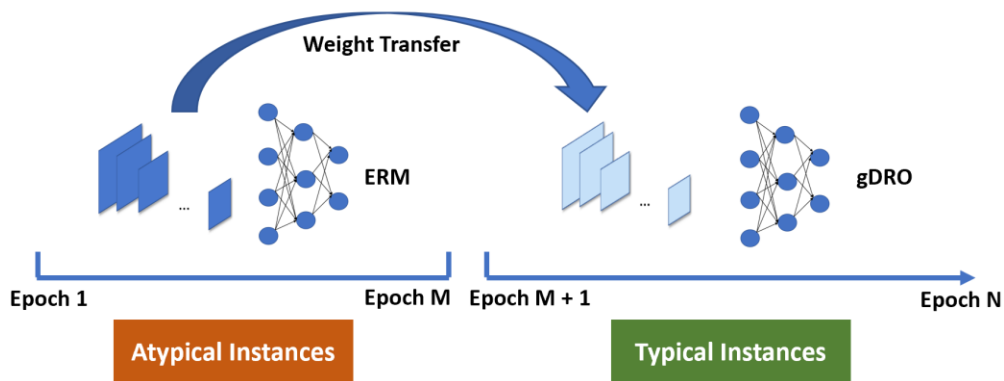 Weight Transfer
...
ERM
...
gDRO
Epoch 1
Epoch M
Epoch M + 1
Epoch N
Atypical Instances
Typical Instances